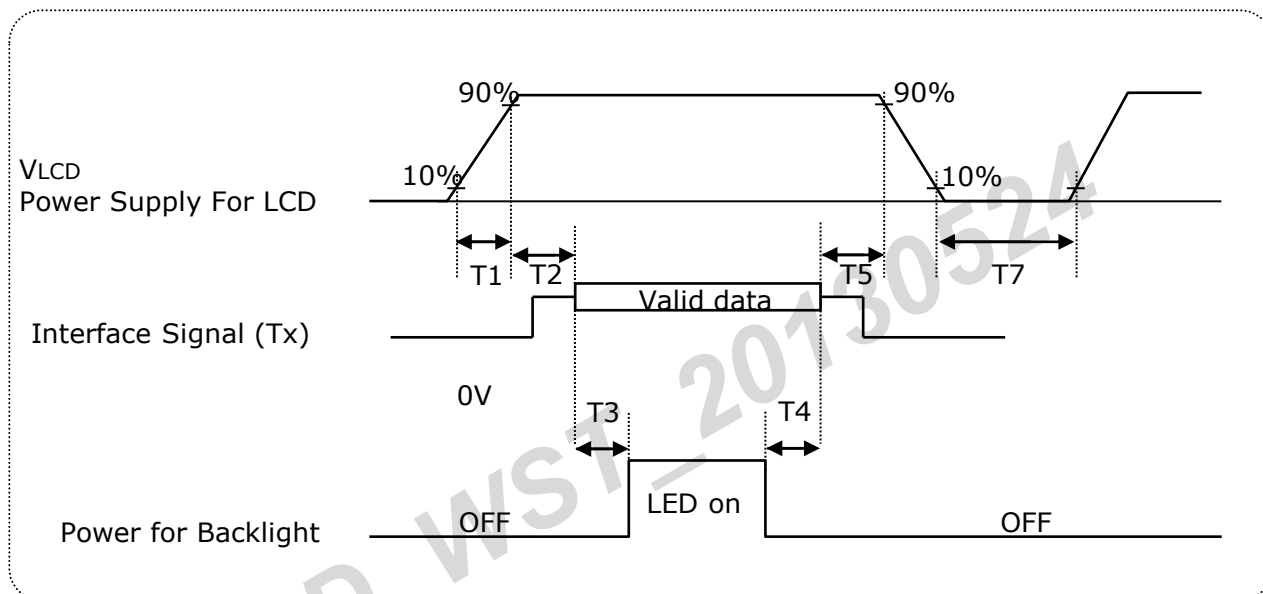 90%
90%
VLCD
10%
10%
Power Supply For LCD
T1
T2
T5
T7
Valid data
Interface Signal (Tx)
0V
T3
T4
LED on
Power for Backlight
OFF
OFF
WST_20130524